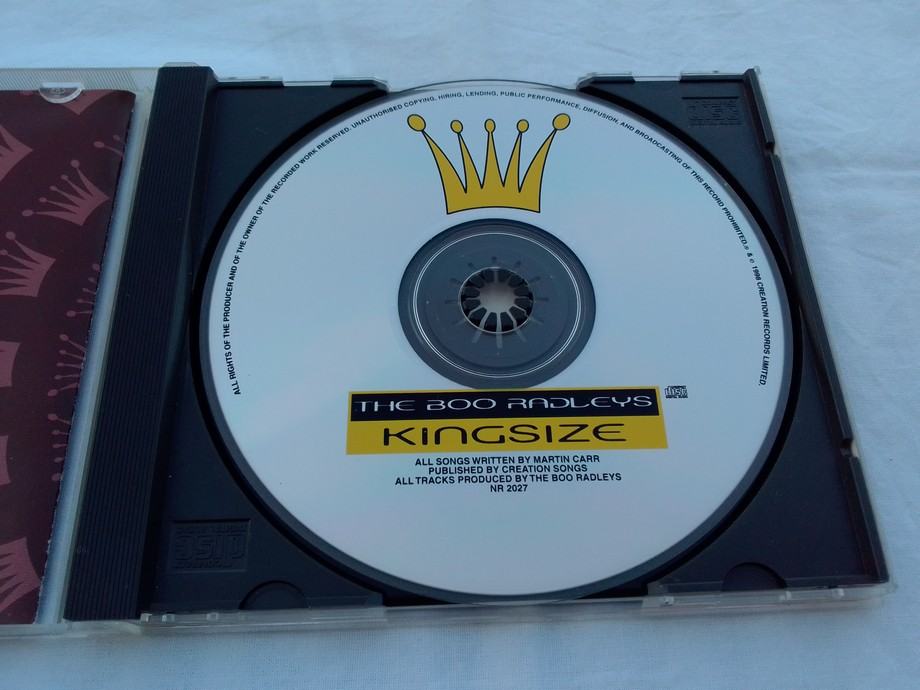 ALL RIGHTS OF THE PRODUCER AND OF THE OWNER OF THE RECORDED WORK RESERVED. UNAUTHORISED COPYING, HIRING, LENDING, PUBLIC PERFORMANCE, DIFFUSION, AND BROADCASTING OF THIS RECORD PROHIBITED. ℗ & © 1998 CREATION RECORDS LIMITED.
THE BOO RADLEYS
KINGSIZE
ALL SONGS WRITTEN BY MARTIN CARR
PUBLISHED BY CREATION SONGS
ALL TRACKS PRODUCED BY THE BOO RADLEYS
NR 2027